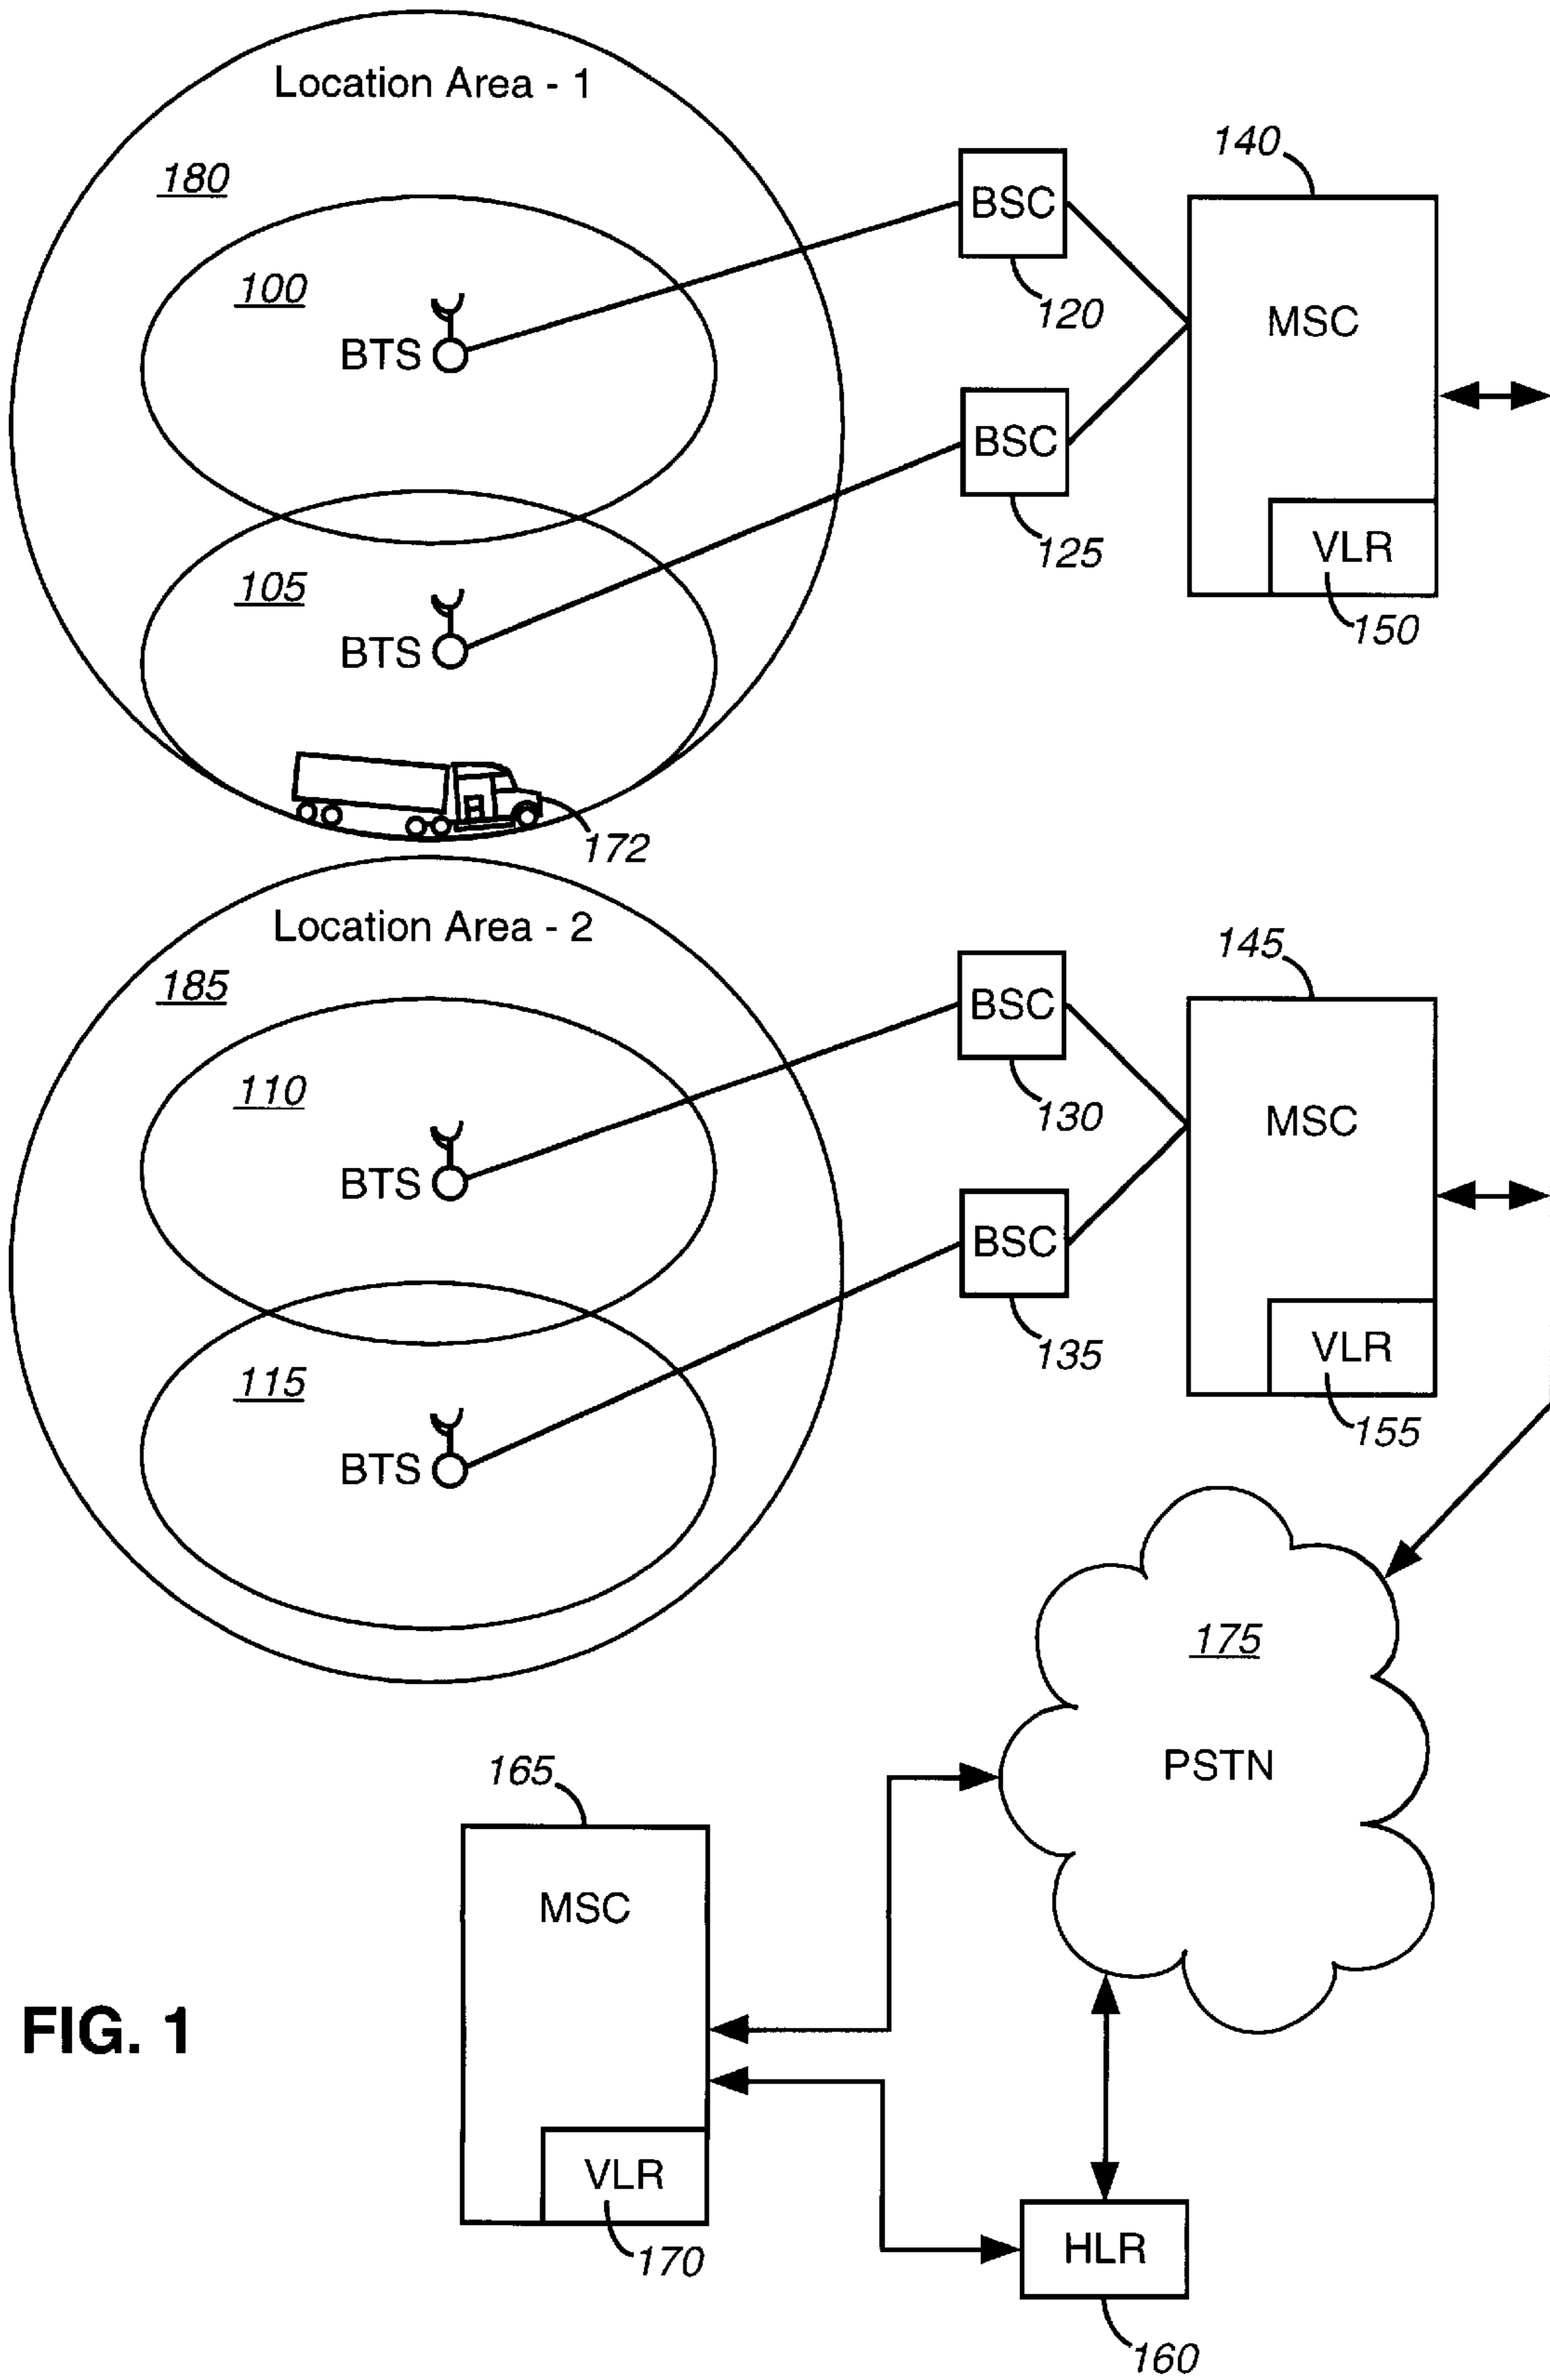 Location Area - 1
180
100
BTS
105
BTS
172
BSC
120
BSC
125
140
MSC
VLR
150
Location Area - 2
185
110
BTS
115
BTS
BSC
130
BSC
135
145
MSC
VLR
155
175
PSTN
165
MSC
VLR
170
HLR
160
FIG. 1